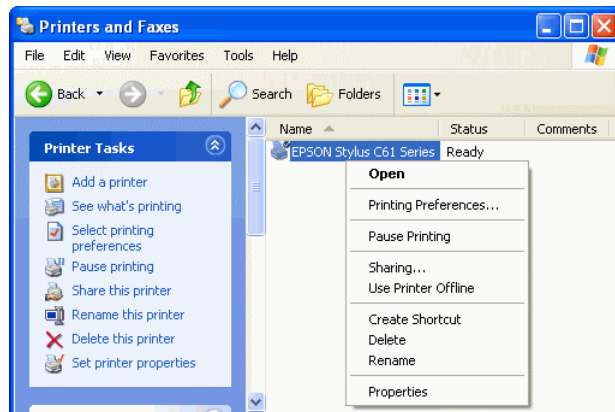 Printers and Faxes
File Edit View Favorites Tools Help
Back Search Folders
Name Status Comments
Printer Tasks
EPSON Stylus C61 Series Ready
Add a printer
See what's printing
Select printing
preferences
Pause printing
Share this printer
Rename this printer
Delete this printer
Set printer properties
Open
Printing Preferences...
Pause Printing
Sharing...
Use Printer Offline
Create Shortcut
Delete
Rename
Properties